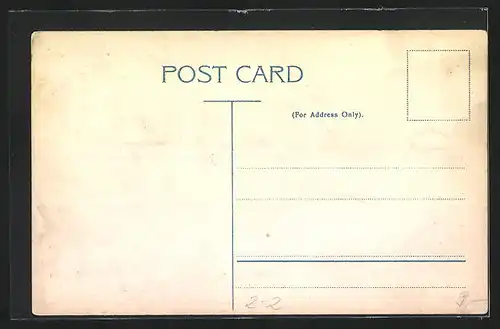 POST CARD
(For Address Only).
2-2